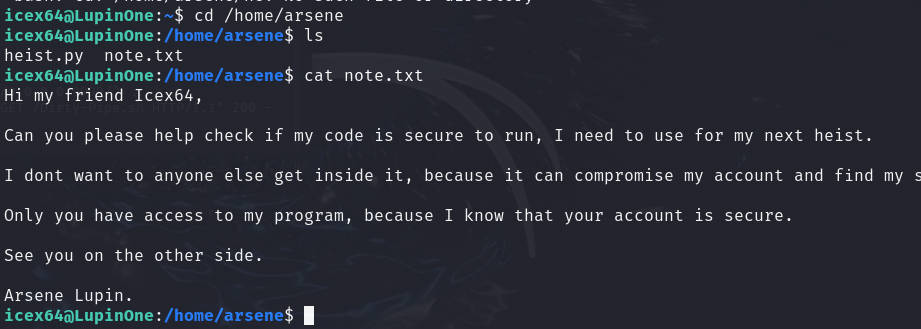 icex64@LupinOne:~$ cd /home/arsene
icex64@LupinOne:/home/arsene$ ls
heist.py  note.txt
icex64@LupinOne:/home/arsene$ cat note.txt
Hi my friend Icex64,
Can you please help check if my code is secure to run, I need to use for my next heist.
I dont want to anyone else get inside it, because it can compromise my account and find my s
Only you have access to my program, because I know that your account is secure.
See you on the other side.
Arsene Lupin.
icex64@LupinOne:/home/arsene$